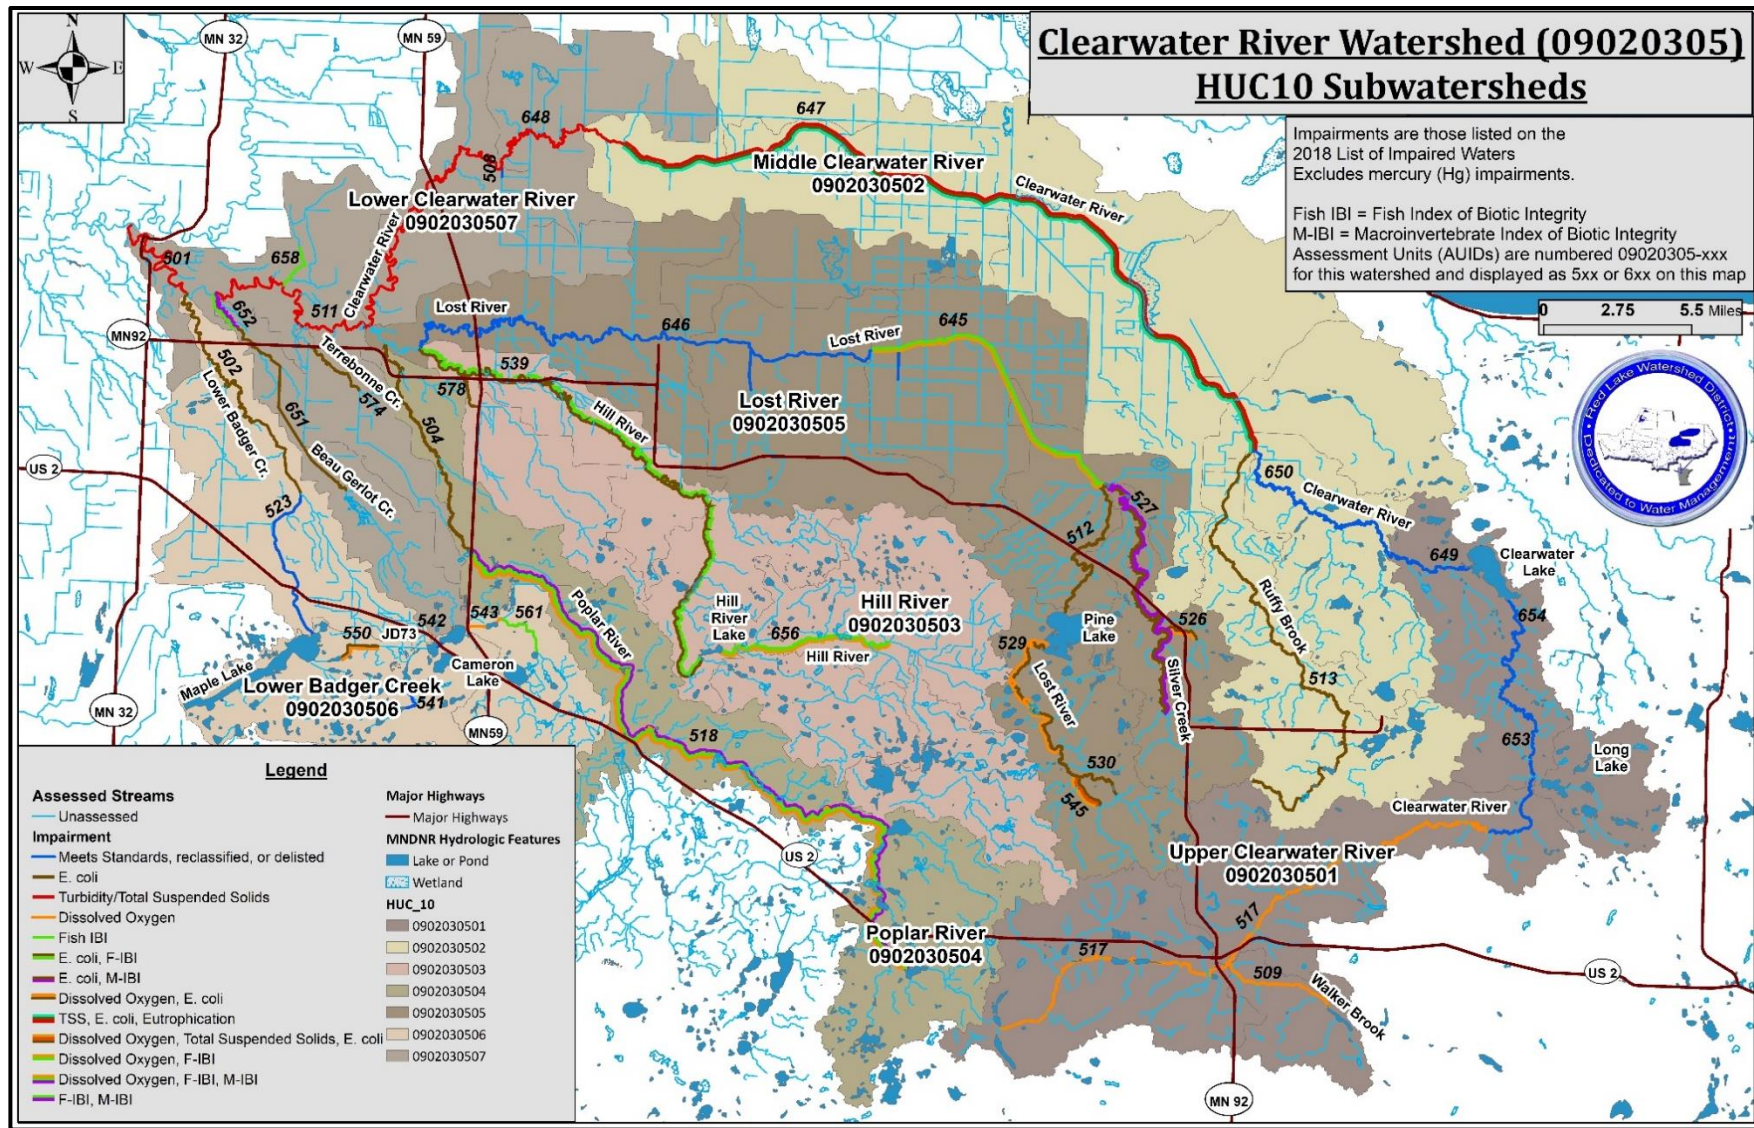 Clearwater River Watershed (09020305)
HUC10 Subwatersheds
N
W
E
S
MN 32
MN 59
Impairments are those listed on the
2018 List of Impaired Waters
Excludes mercury (Hg) impairments.
Fish IBI = Fish Index of Biotic Integrity
M-IBI = Macroinvertebrate Index of Biotic Integrity
Assessment Units (AUIDs) are numbered 09020305-xxx
for this watershed and displayed as 5xx or 6xx on this map
0 2.75 5.5 Miles
Red Lake Watershed District
Dedicated to Water Management
647
648
508
Middle Clearwater River
0902030502
Clearwater River
Lower Clearwater River
0902030507
Clearwater River
501
658
511
652
Lost River
646
Lost River
645
MN92
502
Lower Badger Cr.
Terrebonne Cr.
574
578
539
504
651
Beau Gerlot Cr.
Hill River
Lost River
0902030505
US 2
523
650
Clearwater River
527
512
649
Clearwater Lake
654
Ruffy Brook
513
Poplar River
543
561
542
JD73
550
Cameron Lake
Maple Lake
Lower Badger Creek
0902030506
541
MN 32
MN59
Hill River Lake
656
Hill River
Hill River
0902030503
Pine Lake
529
526
Lost River
Silver Creek
530
545
518
653
Long Lake
Clearwater River
Upper Clearwater River
0902030501
US 2
Poplar River
0902030504
517
517
509
Walker Brook
US 2
MN 92
Legend
Assessed Streams
Unassessed
Impairment
Meets Standards, reclassified, or delisted
E. coli
Turbidity/Total Suspended Solids
Dissolved Oxygen
Fish IBI
E. coli, F-IBI
E. coli, M-IBI
Dissolved Oxygen, E. coli
TSS, E. coli, Eutrophication
Dissolved Oxygen, Total Suspended Solids, E. coli
Dissolved Oxygen, F-IBI
Dissolved Oxygen, F-IBI, M-IBI
F-IBI, M-IBI
Major Highways
Major Highways
MNDNR Hydrologic Features
Lake or Pond
Wetland
HUC_10
0902030501
0902030502
0902030503
0902030504
0902030505
0902030506
0902030507